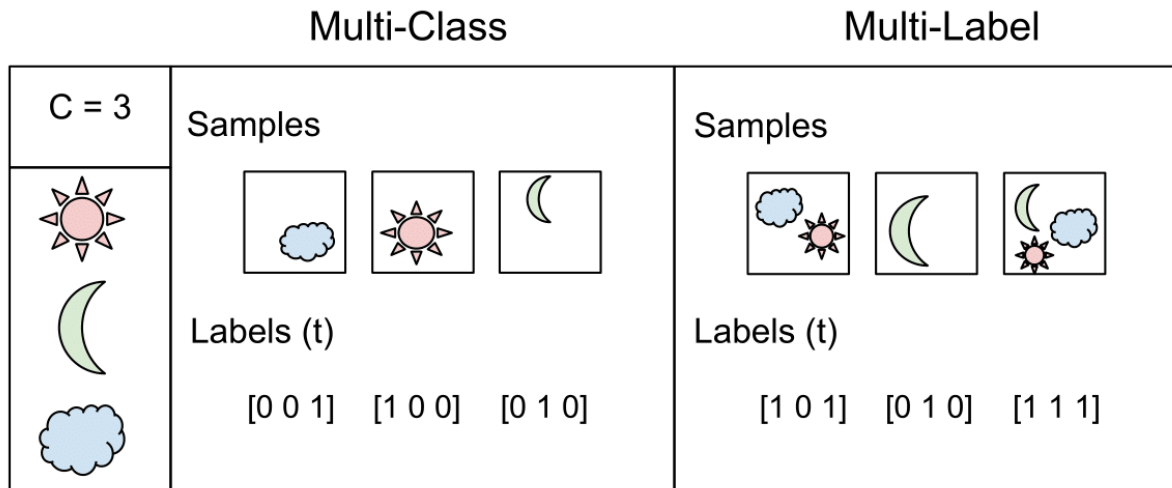 Multi-Class
Multi-Label
C = 3
Samples
Samples
Labels (t)
Labels (t)
[0 0 1] [1 0 0] [0 1 0]
[1 0 1] [0 1 0] [1 1 1]